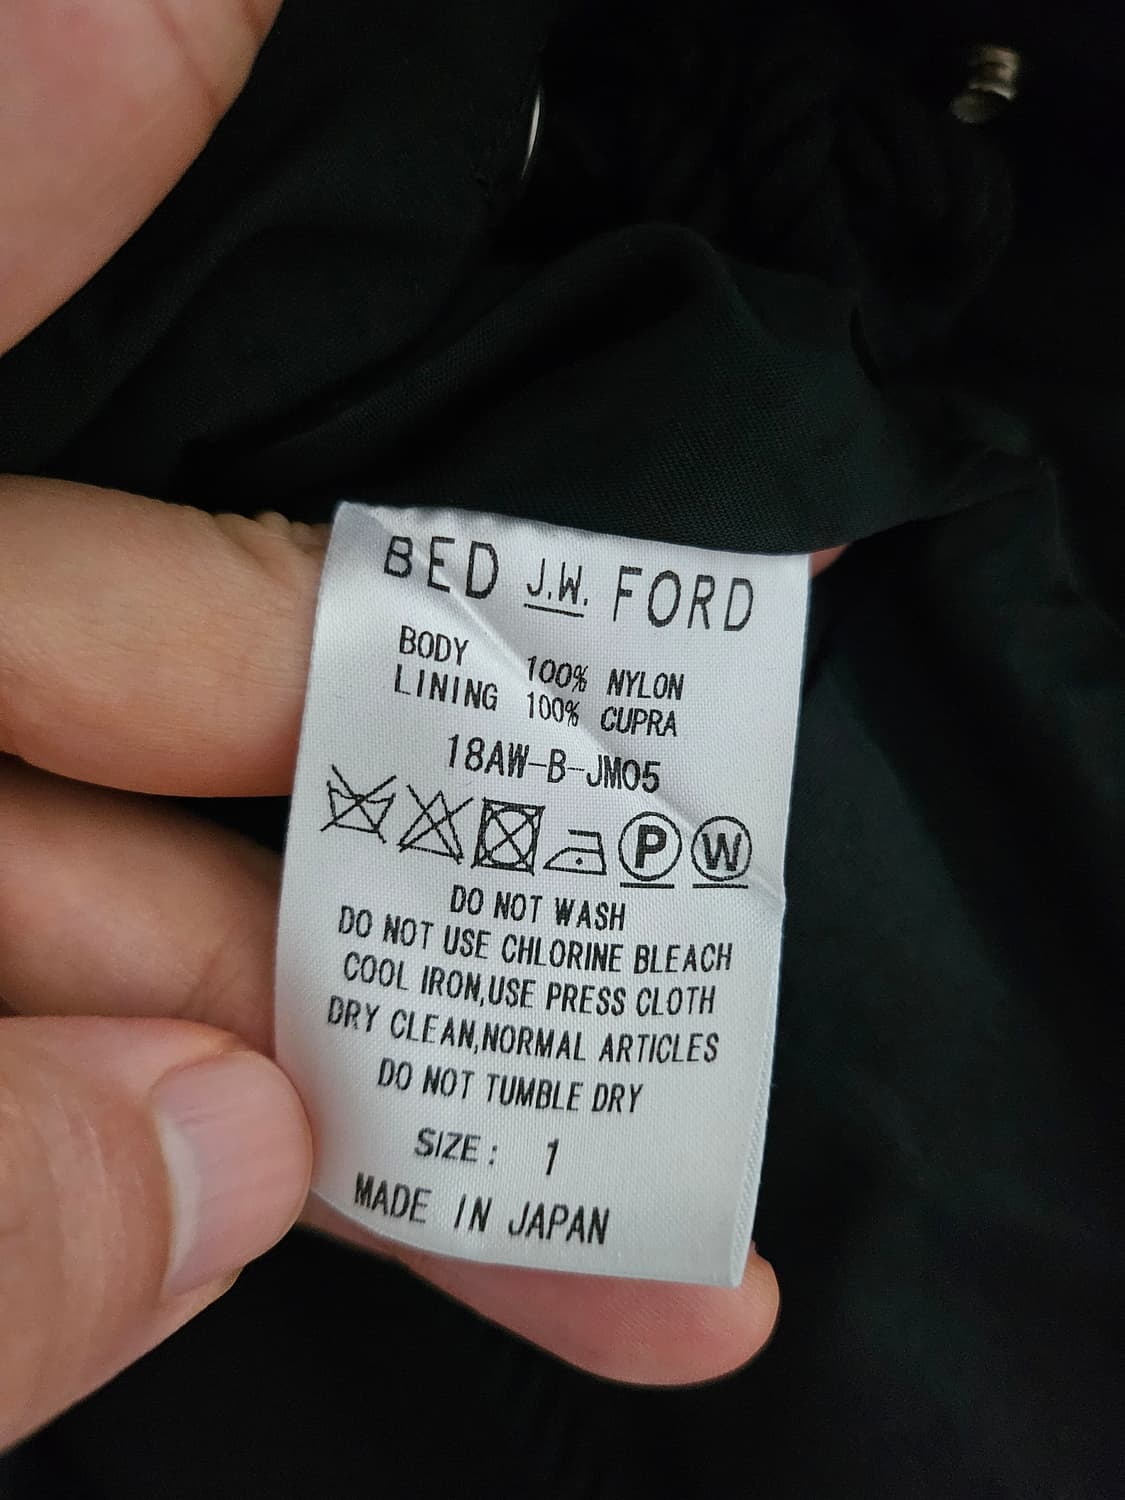 BED J.W. FORD
BODY 100% NYLON
LINING 100% CUPRA
18AW-B-JM05
P W
DO NOT WASH
DO NOT USE CHLORINE BLEACH
COOL IRON,USE PRESS CLOTH
DRY CLEAN,NORMAL ARTICLES
DO NOT TUMBLE DRY
SIZE: 1
MADE IN JAPAN